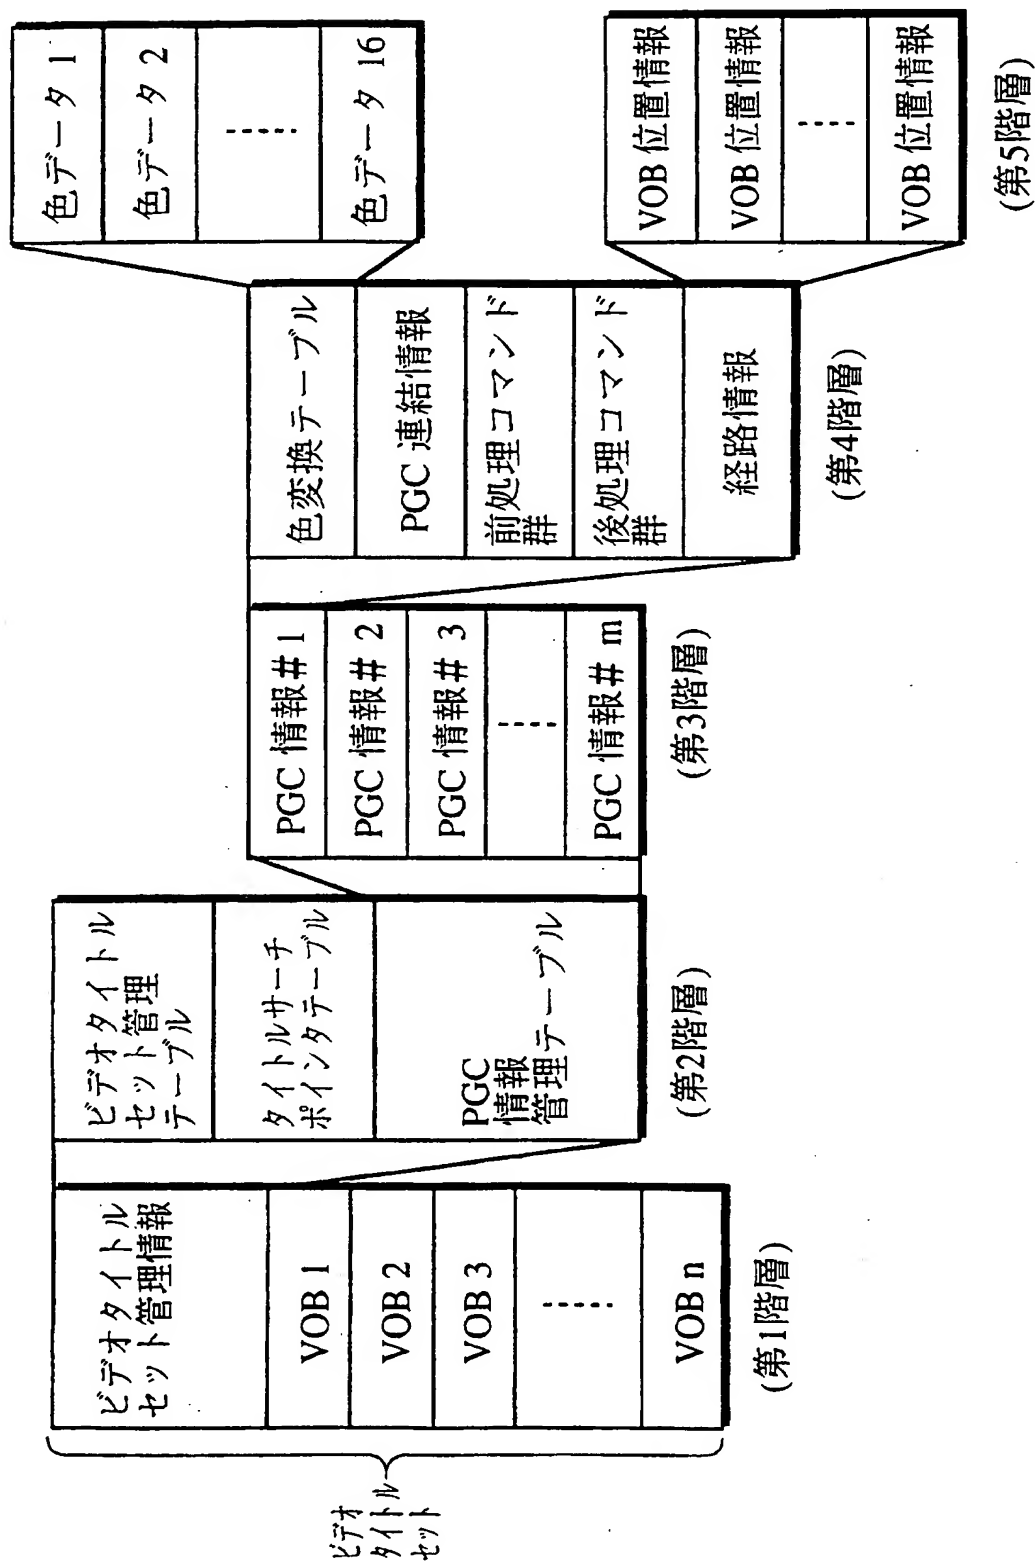 ビデオ
タイトル
セット
ビデオタイトル
セット管理情報
VOB 1
VOB 2
VOB 3
VOB n
(第1階層)
ビデオタイトル
セット管理
テーブル
タイトルサーチ
ポインタテーブル
PGC
情報
管理テーブル
(第2階層)
PGC 情報# 1
PGC 情報# 2
PGC 情報# 3
PGC 情報# m
(第3階層)
色変換テーブル
PGC 連結情報
前処理コマンド
群
後処理コマンド
群
経路情報
(第4階層)
色データ 1
色データ 2
色データ 16
VOB 位置情報
VOB 位置情報
VOB 位置情報
(第5階層)